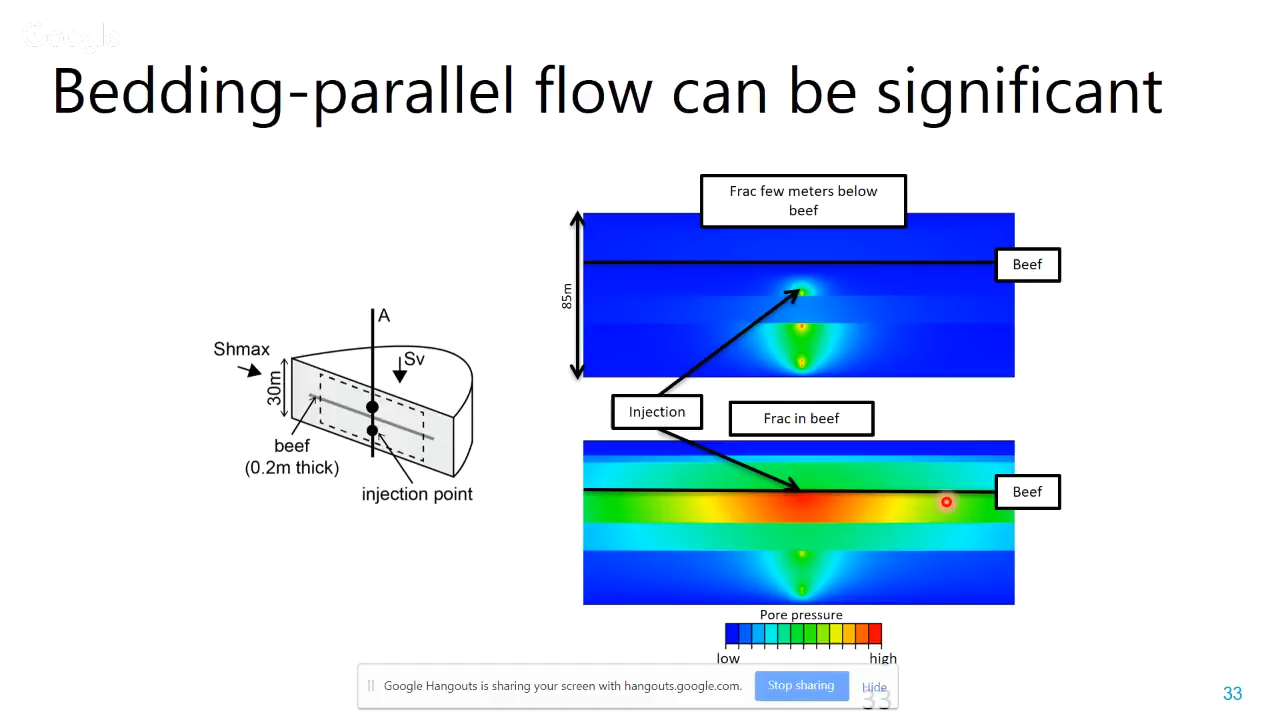 Google
Bedding-parallel flow can be significant
Frac few meters below
beef
Beef
85m
A
Shmax
Sv
30m
beef
(0.2m thick)
injection point
Injection
Frac in beef
Beef
Pore pressure
low
high
Google Hangouts is sharing your screen with hangouts.google.com.
Stop sharing
Hide
33
33